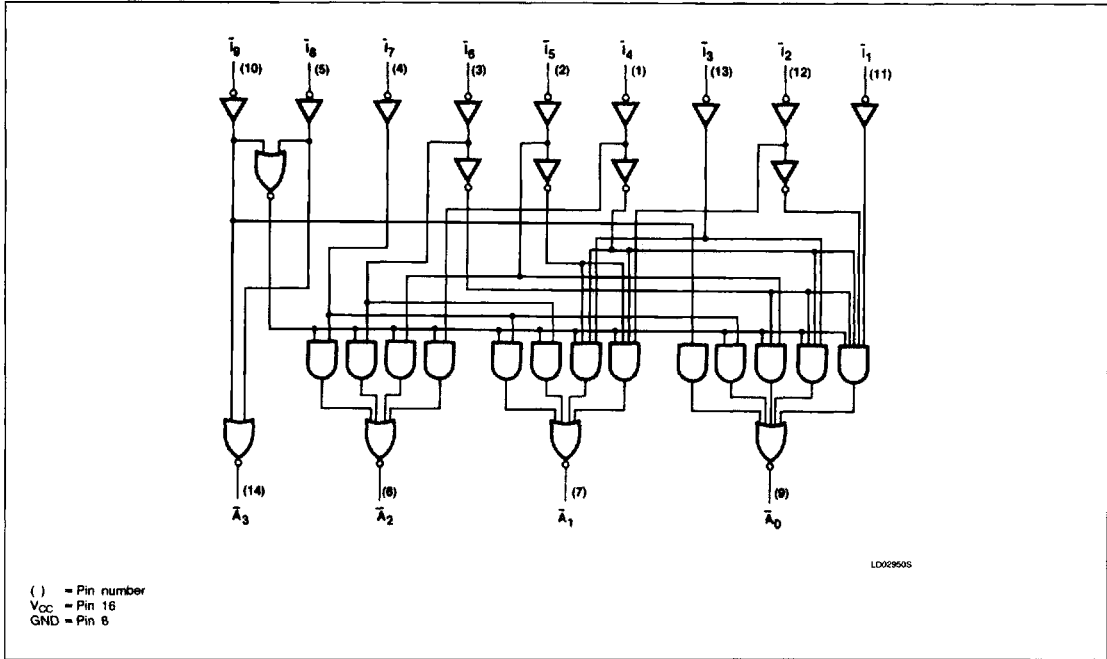 Ī9 Ī8 Ī7 Ī6 Ī5 Ī4 Ī3 Ī2 Ī1
(10) (5) (4) (3) (2) (1) (13) (12) (11)
(14) (6) (7) (9)
Ā3 Ā2 Ā1 Ā0
LD02950S
( ) = Pin number
VCC = Pin 16
GND = Pin 8